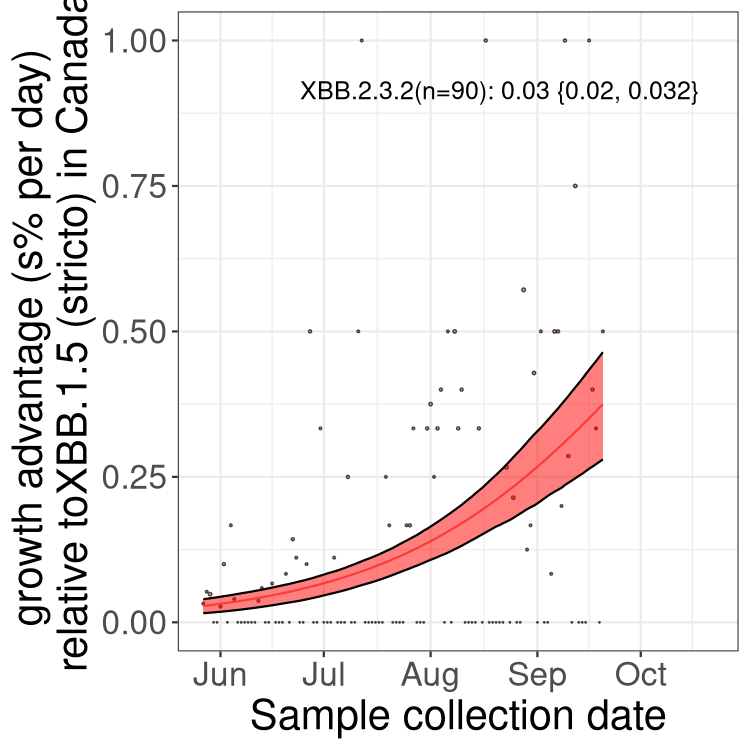 growth advantage (s% per day)
relative toXBB.1.5 (stricto) in Canada
1.00
0.75
0.50
0.25
0.00
XBB.2.3.2(n=90): 0.03 {0.02, 0.032}
Jun Jul Aug Sep Oct
Sample collection date